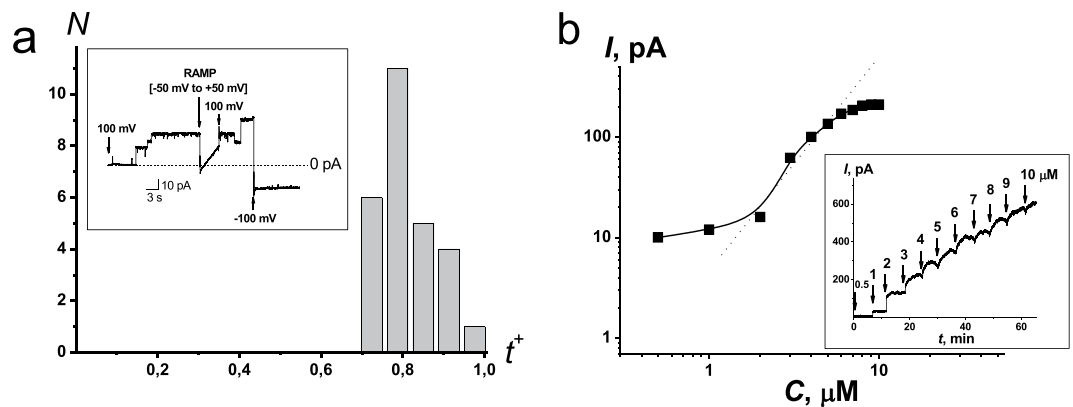 a
N
10
8
6
4
2
0
0,2
0,4
0,6
0,8
1,0
t+
RAMP
[-50 mV to +50 mV]
100 mV
100 mV
0 pA
10 pA
3 s
-100 mV
b
I, pA
100
10
1
1
10
C, μM
I, pA
600
400
200
0.5
1
2
3
4
5
6
7
8
9
10 μM
0
20
40
60
t, min